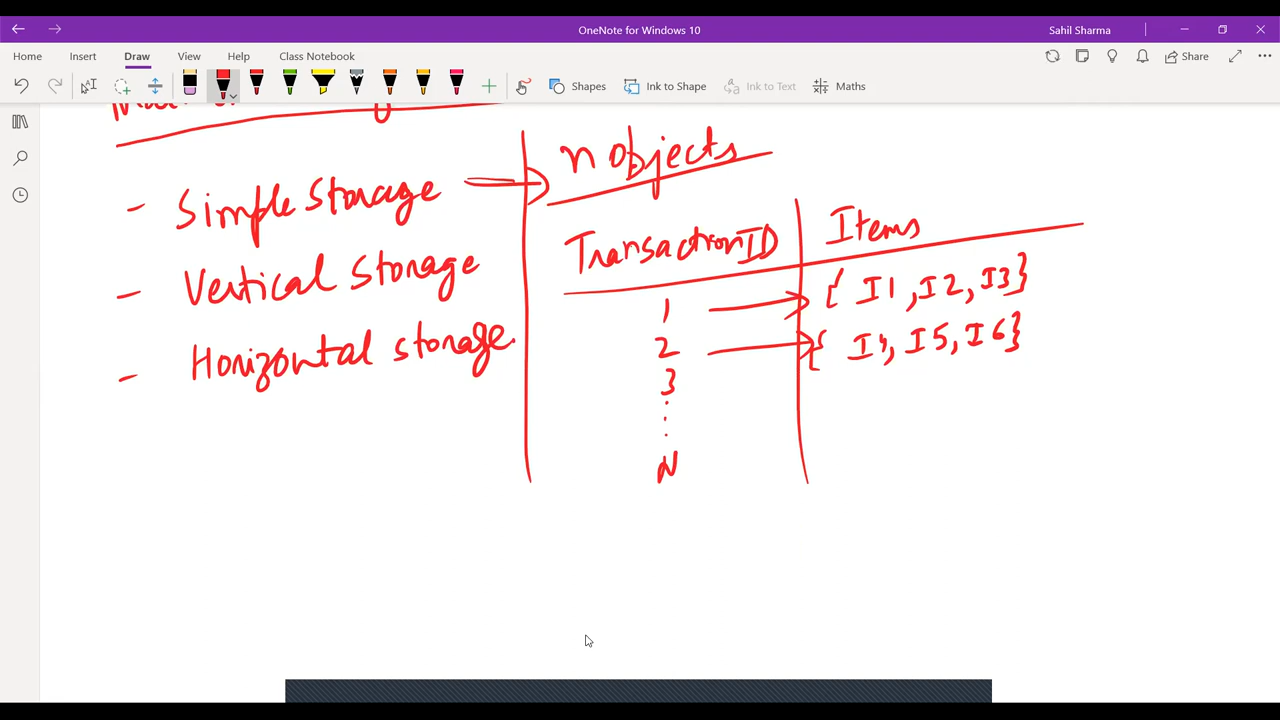 OneNote for Windows 10
Sahil Sharma
Home Insert Draw View Help Class Notebook
Share
Shapes Ink to Shape Ink to Text Maths
n objects
- Simple Storage
- Vertical Storage
- Horizontal storage.
TransactionID Items
1 { I1, I2, I3}
2 { I4, I5, I6}
3
N